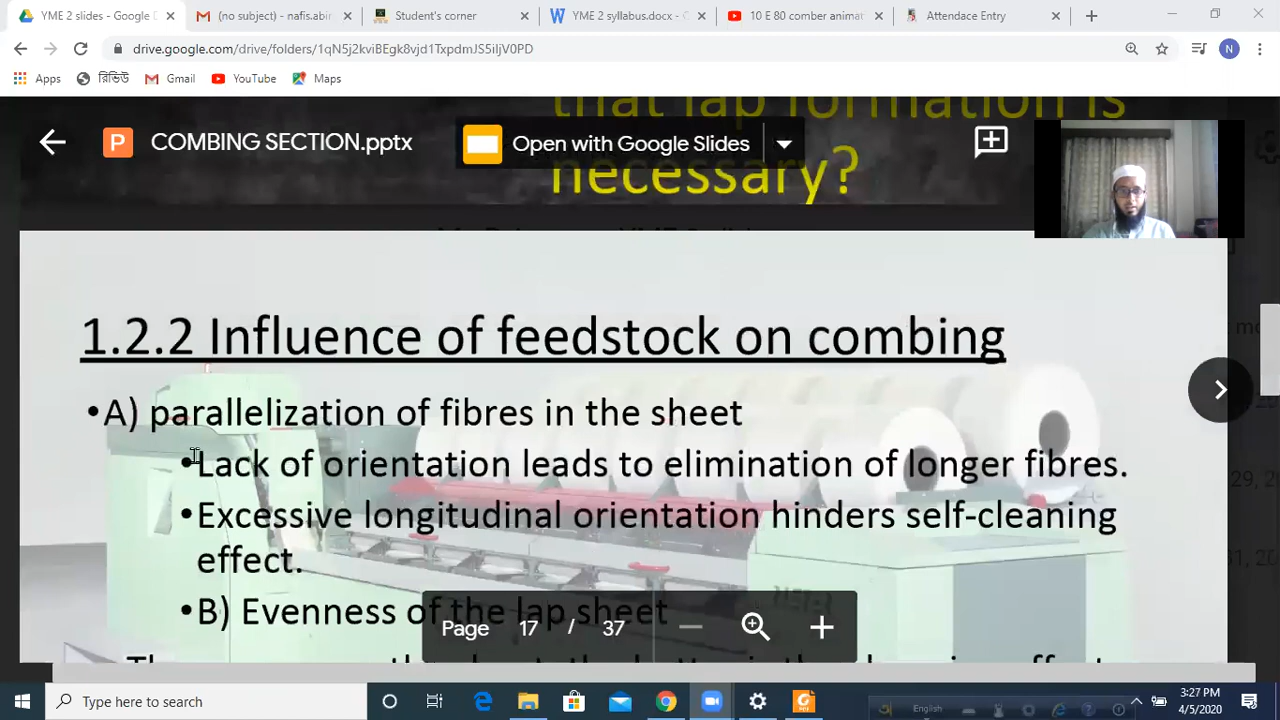 YME 2 slides - Google D
(no subject) - nafis.abir
Student's corner
YME 2 syllabus.docx - G
10 E 80 comber animat
Attendace Entry
drive.google.com/drive/folders/1qN5j2kviBEgk8vjd1TxpdmJS5iljV0PD
N
Apps
রিভিউ
Gmail
YouTube
Maps
that lap formation is
COMBING SECTION.pptx
Open with Google Slides
necessary?
1.2.2 Influence of feedstock on combing
•A) parallelization of fibres in the sheet
•Lack of orientation leads to elimination of longer fibres.
•Excessive longitudinal orientation hinders self-cleaning
effect.
•B) Evenness of the lap sheet
Page 17 / 37
Type here to search
English
3:27 PM
4/5/2020